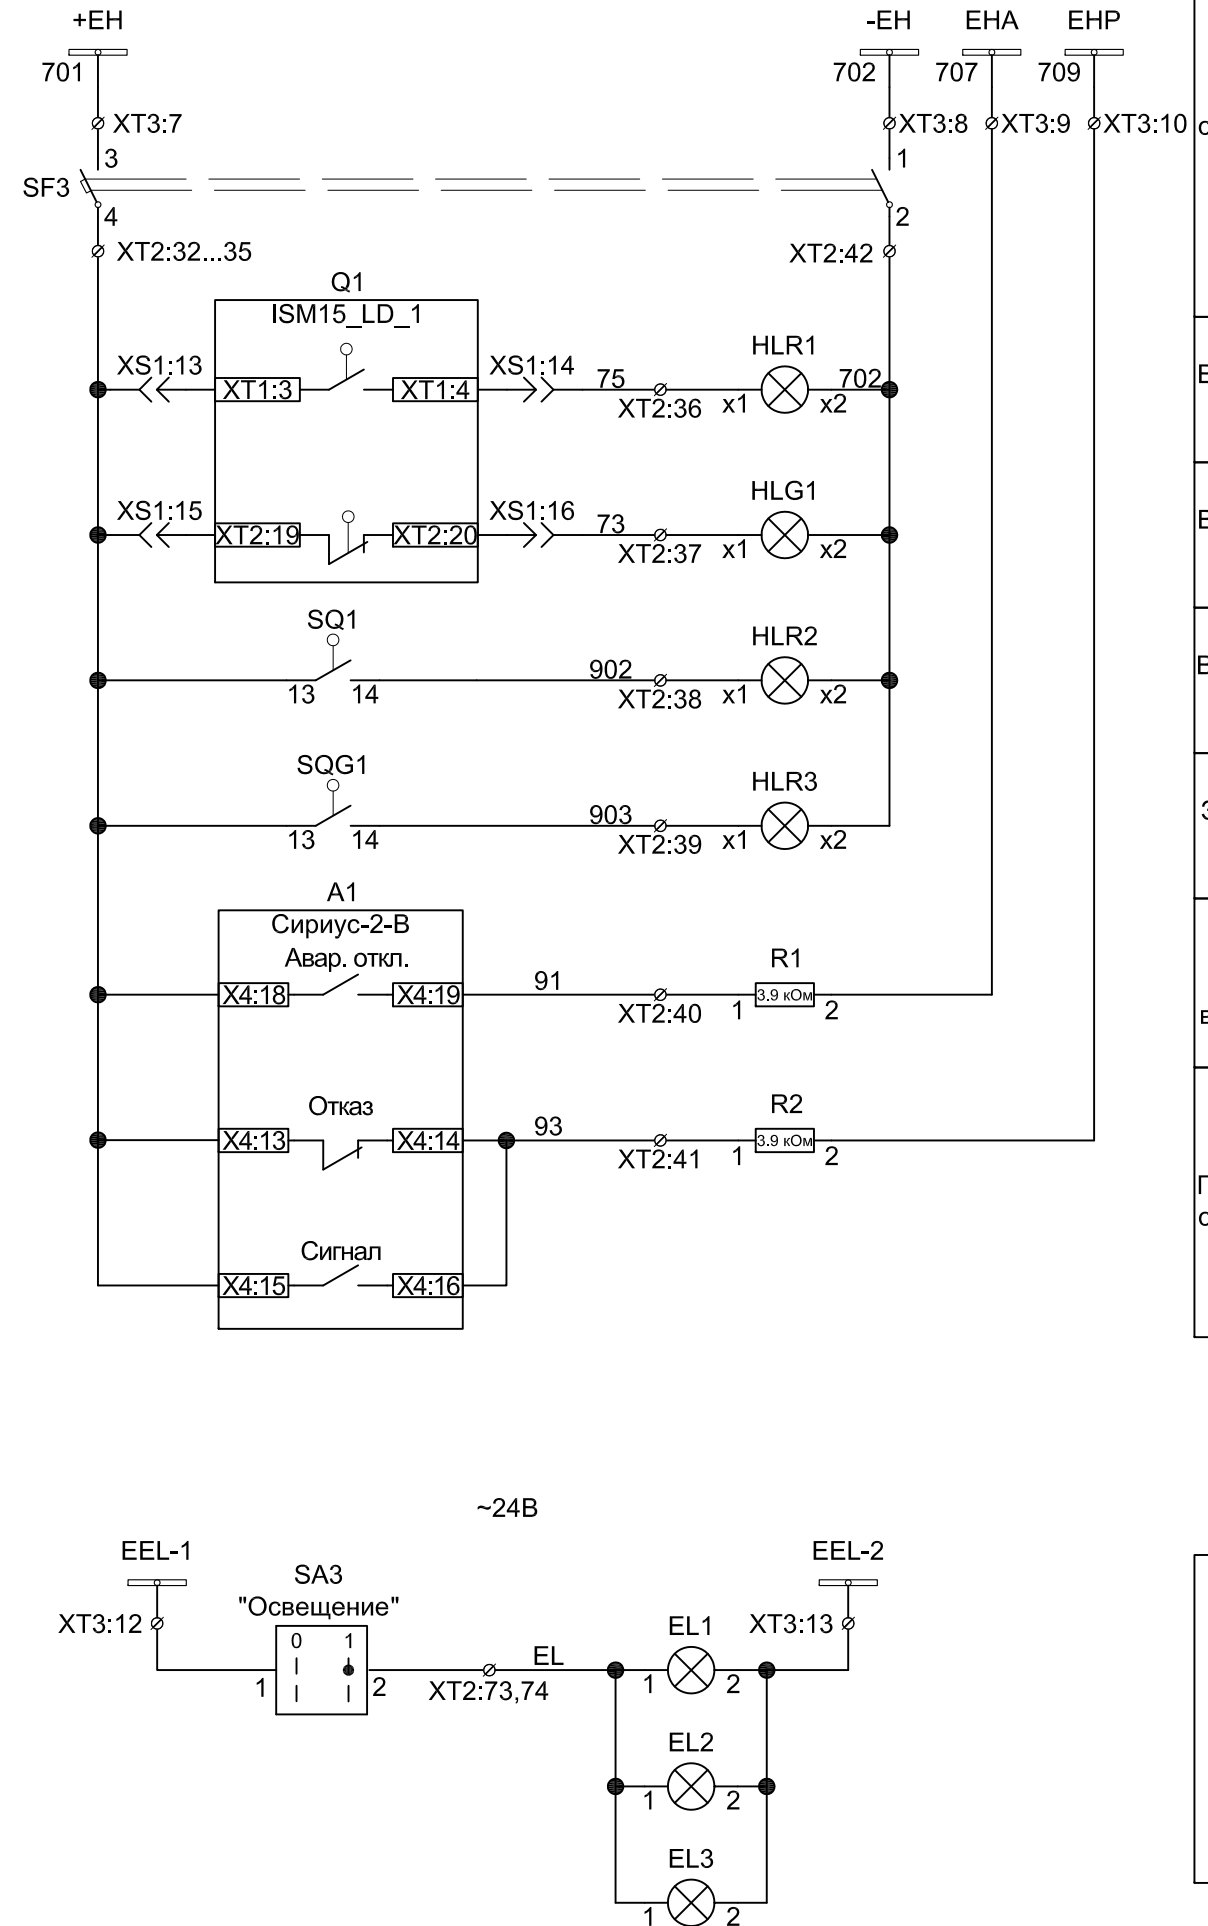 +EH -EH EHA EHP
701 702 707 709
XT3:7 XT3:8 XT3:9 XT3:10
3 1
SF3
4 2
XT2:32...35 XT2:42
Q1
ISM15_LD_1
HLR1
XS1:13 XS1:14
XT1:3 XT1:4 75 702
XT2:36 x1 x2
HLG1
XS1:15 XS1:16
XT2:19 XT2:20 73
XT2:37 x1 x2
SQ1 HLR2
902
13 14 XT2:38 x1 x2
SQG1 HLR3
903
13 14 XT2:39 x1 x2
A1
Сириус-2-В
Авар. откл. R1
X4:18 X4:19 91 3.9 кОм
XT2:40 1 2
Отказ R2
X4:13 X4:14 93 3.9 кОм
XT2:41 1 2
Сигнал
X4:15 X4:16
~24В
EEL-1 EEL-2
SA3
"Освещение"
XT3:12 EL1 XT3:13
0 1
EL
1 2 XT2:73,74 1 2
EL2
1 2
EL3
1 2